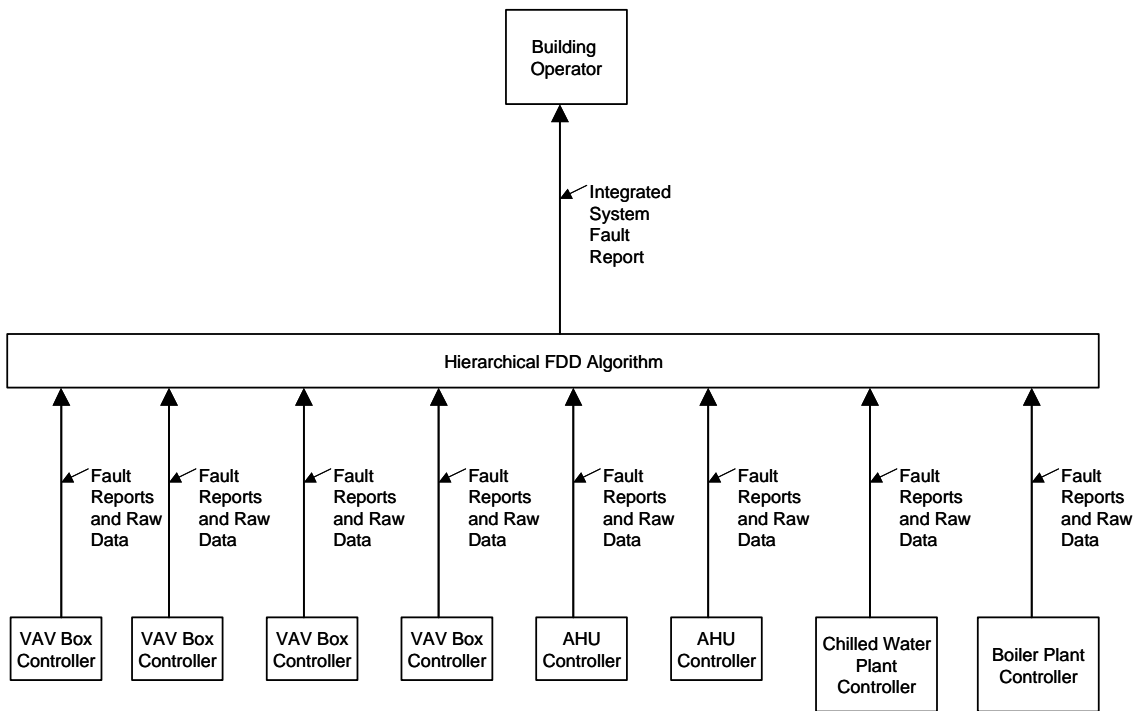 Building
Operator
Integrated
System
Fault
Report
Hierarchical FDD Algorithm
Fault
Reports
and Raw
Data
Fault
Reports
and Raw
Data
Fault
Reports
and Raw
Data
Fault
Reports
and Raw
Data
Fault
Reports
and Raw
Data
Fault
Reports
and Raw
Data
Fault
Reports
and Raw
Data
Fault
Reports
and Raw
Data
VAV Box
Controller
VAV Box
Controller
VAV Box
Controller
VAV Box
Controller
AHU
Controller
AHU
Controller
Chilled Water
Plant
Controller
Boiler Plant
Controller